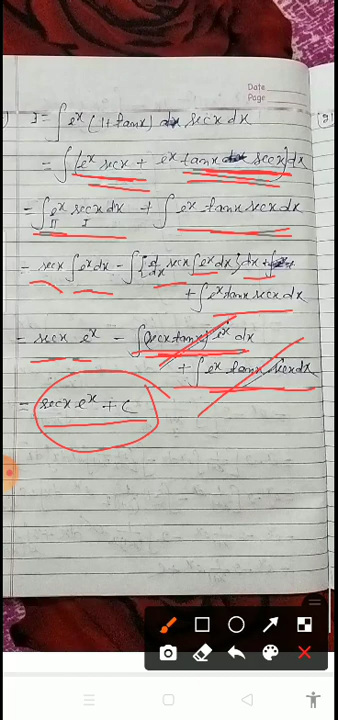 Date
Page
I = ∫ eˣ (1+tanx) secx dx
= ∫ [eˣ secx + eˣ tanx secx] dx
= ∫ eˣ secx dx + ∫ eˣ tanx secx dx
II I
= secx ∫ eˣ dx - ∫ { d/dx secx ∫ eˣ dx } dx +
+ ∫ eˣ tanx secx dx
= secx eˣ - ∫ (secx tanx) eˣ dx
+ ∫ eˣ tanx secx dx
= secx eˣ + C